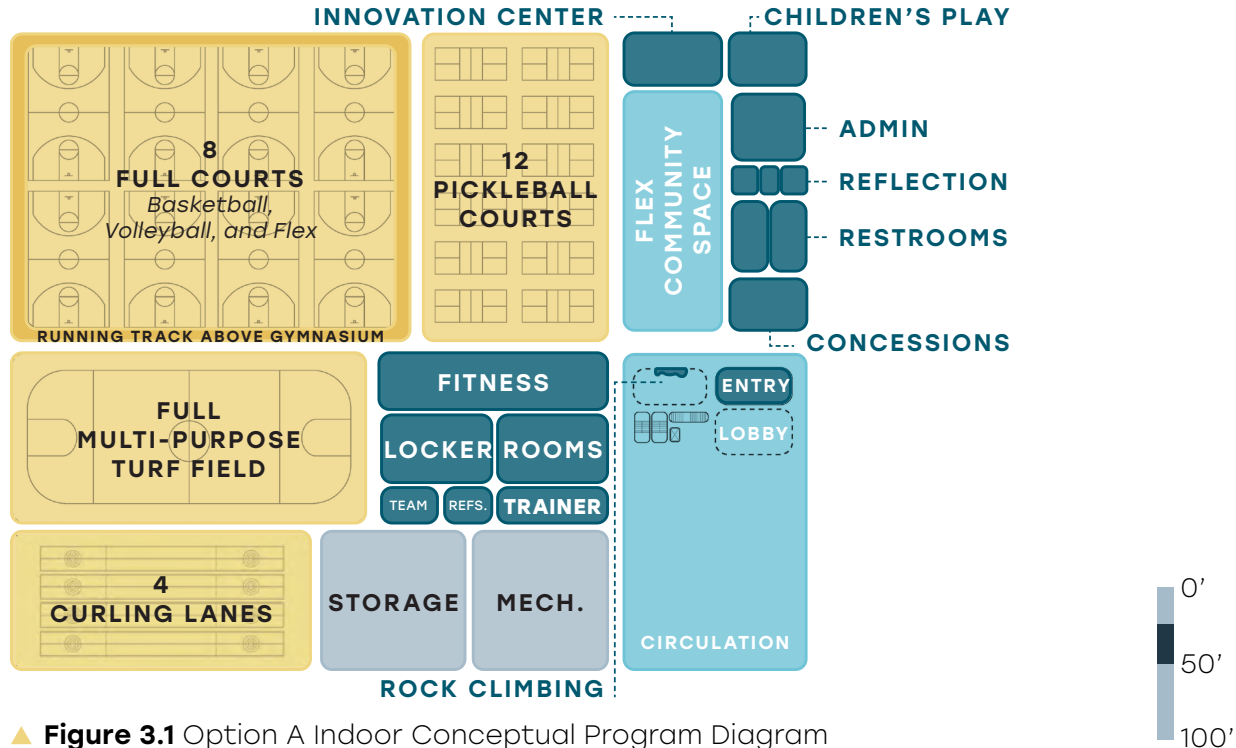 INNOVATION CENTER
CHILDREN'S PLAY
8
FULL COURTS
Basketball,
Volleyball, and Flex
RUNNING TRACK ABOVE GYMNASIUM
12
PICKLEBALL
COURTS
FLEX
COMMUNITY
SPACE
ADMIN
REFLECTION
RESTROOMS
CONCESSIONS
FULL
MULTI-PURPOSE
TURF FIELD
FITNESS
LOCKER ROOMS
TEAM
REFS.
TRAINER
ENTRY
LOBBY
4
CURLING LANES
STORAGE
MECH.
CIRCULATION
ROCK CLIMBING
0'
50'
100'
Figure 3.1 Option A Indoor Conceptual Program Diagram